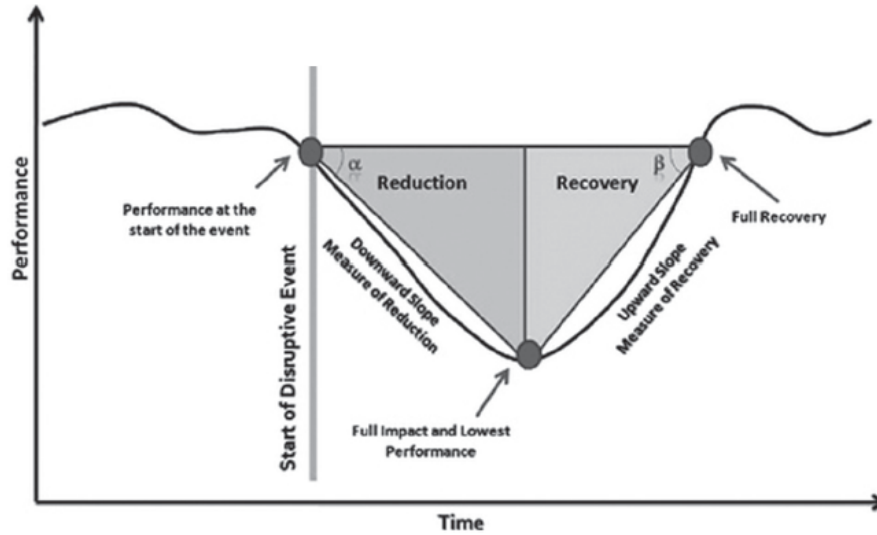 Performance
α
β
Reduction
Recovery
Performance at the
start of the event
Full Recovery
Downward Slope
Measure of Reduction
Upward Slope
Measure of Recovery
Start of Disruptive Event
Full Impact and Lowest
Performance
Time